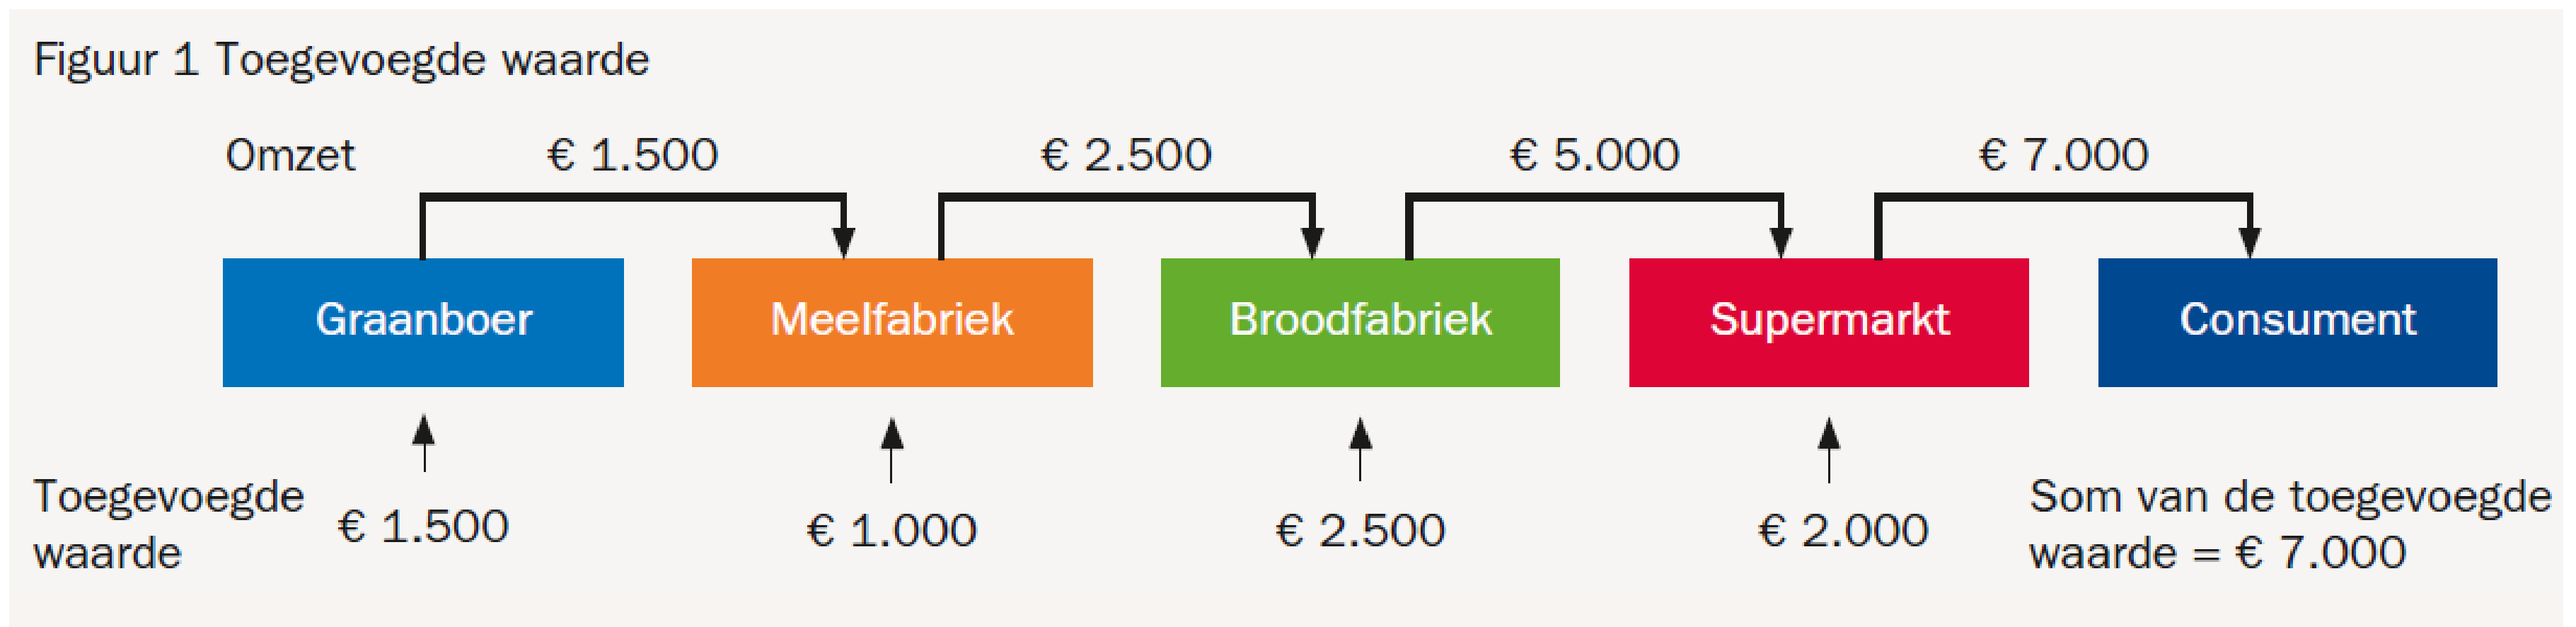 Figuur 1 Toegevoegde waarde
Omzet € 1.500 € 2.500 € 5.000 € 7.000
Graanboer Meelfabriek Broodfabriek Supermarkt Consument
Toegevoegde waarde € 1.500 € 1.000 € 2.500 € 2.000
Som van de toegevoegde
waarde = € 7.000